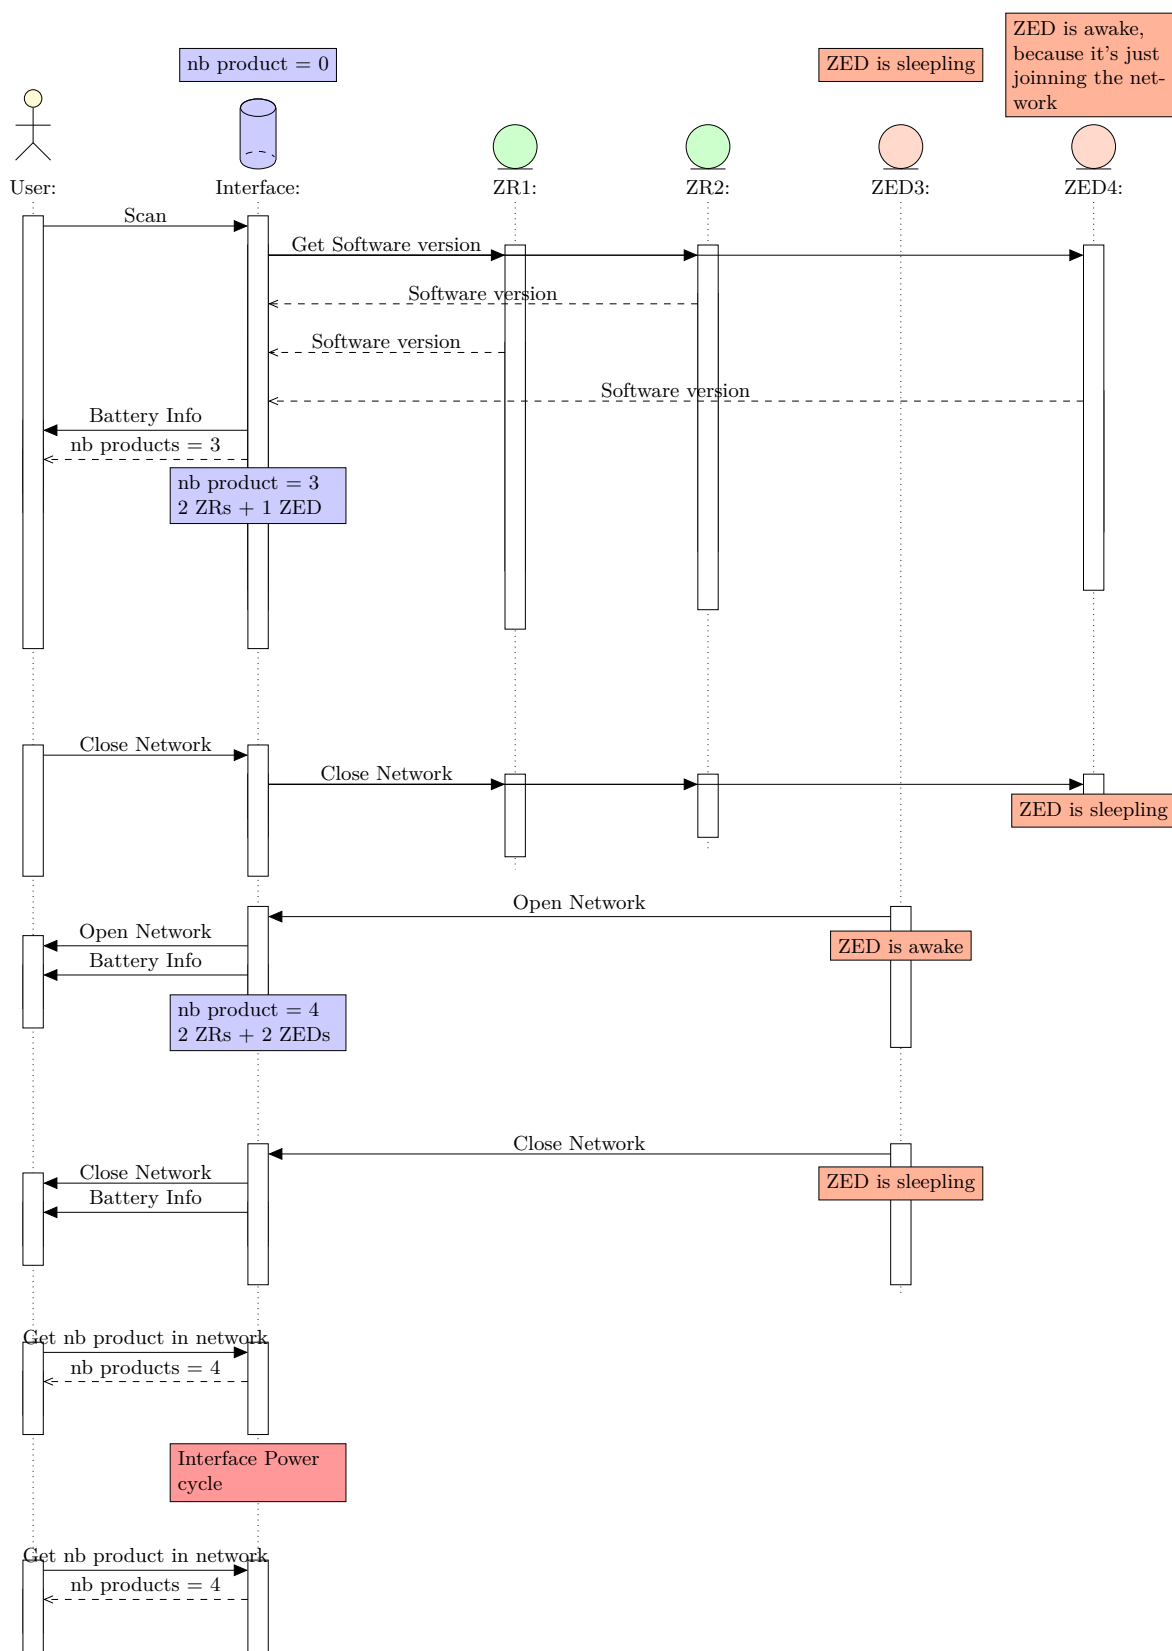 ZED is awake,
because it's just
joinning the net-
work
nb product = 0
ZED is sleepling
User:
Interface:
ZR1:
ZR2:
ZED3:
ZED4:
Scan
Get Software version
Software version
Software version
Software version
Battery Info
nb products = 3
nb product = 3
2 ZRs + 1 ZED
Close Network
Close Network
ZED is sleepling
Open Network
Open Network
ZED is awake
Battery Info
nb product = 4
2 ZRs + 2 ZEDs
Close Network
Close Network
ZED is sleepling
Battery Info
Get nb product in network
nb products = 4
Interface Power
cycle
Get nb product in network
nb products = 4